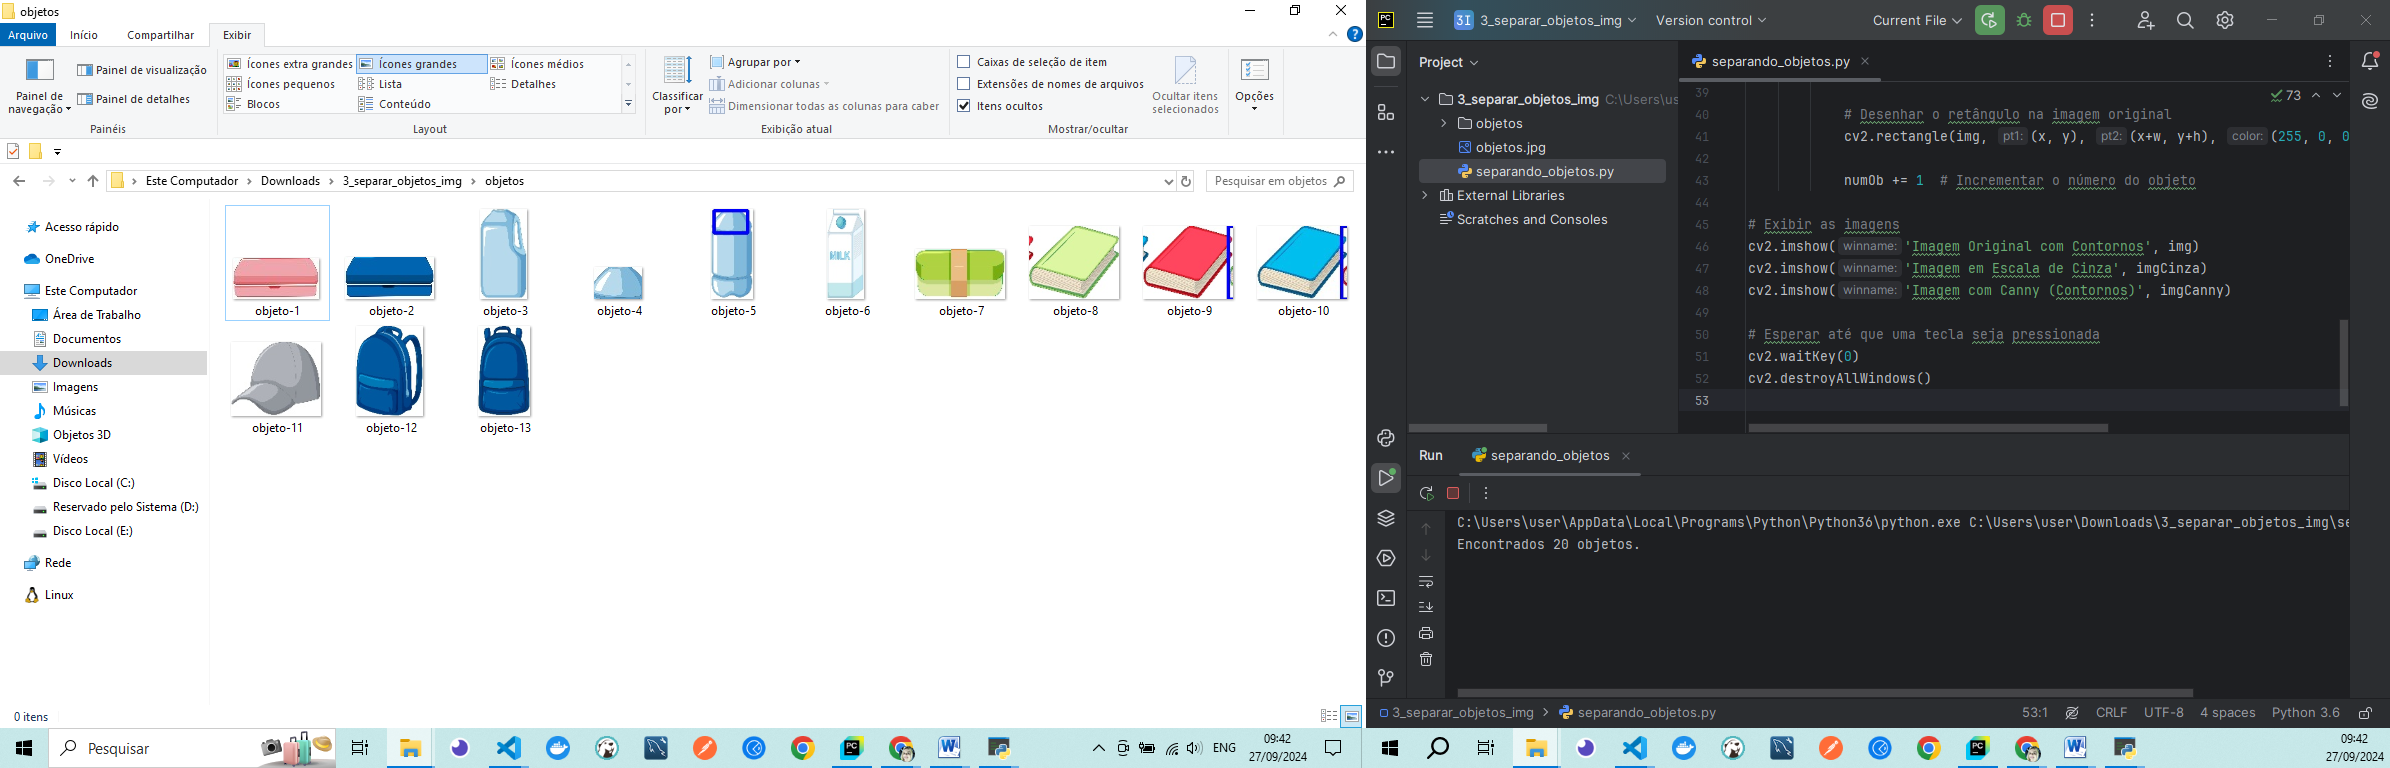 objetos
Arquivo Início Compartilhar Exibir
Painel de navegação
Painel de visualização
Painel de detalhes
Painéis
Ícones extra grandes Ícones grandes Ícones médios
Ícones pequenos Lista Detalhes
Blocos Conteúdo
Layout
Classificar por
Agrupar por
Adicionar colunas
Dimensionar todas as colunas para caber
Exibição atual
Caixas de seleção de item
Extensões de nomes de arquivos
Itens ocultos
Ocultar itens selecionados
Mostrar/ocultar
Opções
Este Computador > Downloads > 3_separar_objetos_img > objetos
Pesquisar em objetos
Acesso rápido
OneDrive
Este Computador
Área de Trabalho
Documentos
Downloads
Imagens
Músicas
Objetos 3D
Vídeos
Disco Local (C:)
Reservado pelo Sistema (D:)
Disco Local (E:)
Rede
Linux
MILK
objeto-1 objeto-2 objeto-3 objeto-4 objeto-5 objeto-6 objeto-7 objeto-8 objeto-9 objeto-10
objeto-11 objeto-12 objeto-13
0 itens
Pesquisar
ENG
09:42
27/09/2024
PC 3I 3_separar_objetos_img Version control Current File
Project
3_separar_objetos_img C:\Users\us
objetos
objetos.jpg
separando_objetos.py
External Libraries
Scratches and Consoles
separando_objetos.py
73
39
40 # Desenhar o retângulo na imagem original
41 cv2.rectangle(img, pt1: (x, y), pt2: (x+w, y+h), color: (255, 0, 0
42
43 numOb += 1 # Incrementar o número do objeto
44
45 # Exibir as imagens
46 cv2.imshow( winname: 'Imagem Original com Contornos', img)
47 cv2.imshow( winname: 'Imagem em Escala de Cinza', imgCinza)
48 cv2.imshow( winname: 'Imagem com Canny (Contornos)', imgCanny)
49
50 # Esperar até que uma tecla seja pressionada
51 cv2.waitKey(0)
52 cv2.destroyAllWindows()
53
Run separando_objetos
C:\Users\user\AppData\Local\Programs\Python\Python36\python.exe C:\Users\user\Downloads\3_separar_objetos_img\se
Encontrados 20 objetos.
3_separar_objetos_img > separando_objetos.py
53:1 CRLF UTF-8 4 spaces Python 3.6
09:42
27/09/2024